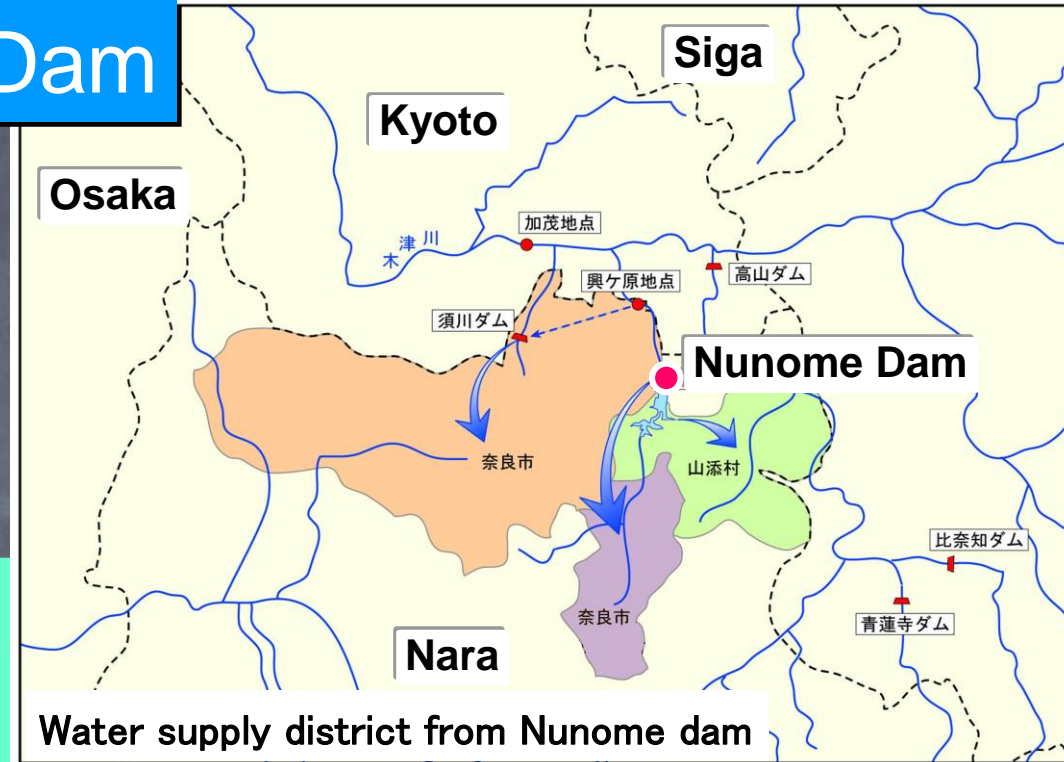 Dam
Siga
Kyoto
Osaka
加茂地点
木津川
興ケ原地点
高山ダム
須川ダム
Nunome Dam
奈良市
山添村
比奈知ダム
奈良市
青蓮寺ダム
Nara
Water supply district from Nunome dam